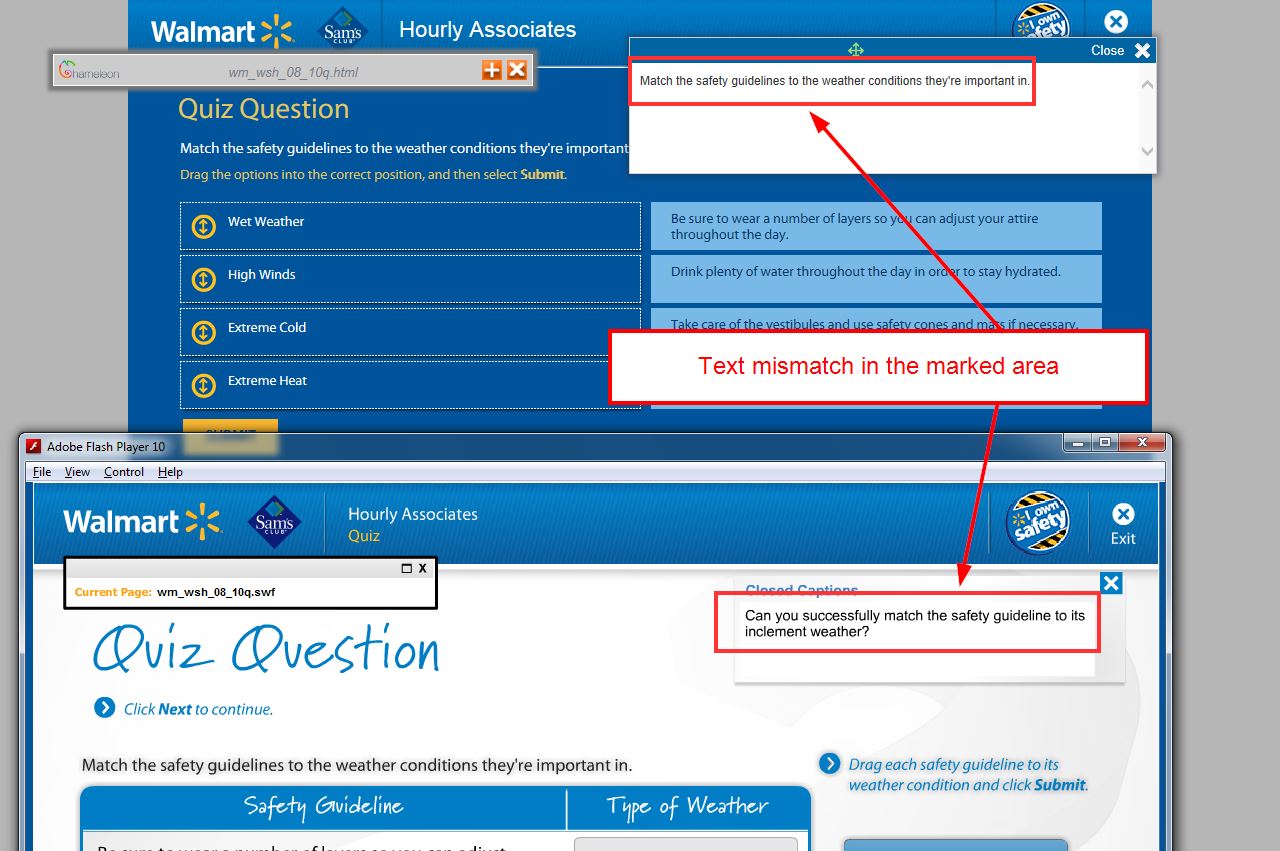 Walmart
Sam's
CLUB
Hourly Associates
I own
safety
Chameleon
wm_wsh_08_10q.html
Close
Match the safety guidelines to the weather conditions they're important in.
Quiz Question
Match the safety guidelines to the weather conditions they're important
Drag the options into the correct position, and then select Submit.
Wet Weather
Be sure to wear a number of layers so you can adjust your attire
throughout the day.
High Winds
Drink plenty of water throughout the day in order to stay hydrated.
Extreme Cold
Take care of the vestibules and use safety cones and mats if necessary.
Extreme Heat
Text mismatch in the marked area
SUBMIT
Adobe Flash Player 10
File View Control Help
Walmart
Sam's
CLUB
Hourly Associates
Quiz
I own
safety
Exit
Current Page: wm_wsh_08_10q.swf
X
Closed Captions
Can you successfully match the safety guideline to its
inclement weather?
Quiz Question
Click Next to continue.
Match the safety guidelines to the weather conditions they're important in.
Drag each safety guideline to its
weather condition and click Submit.
Safety Guideline
Type of Weather
Be sure to wear a number of layers so you can adjust